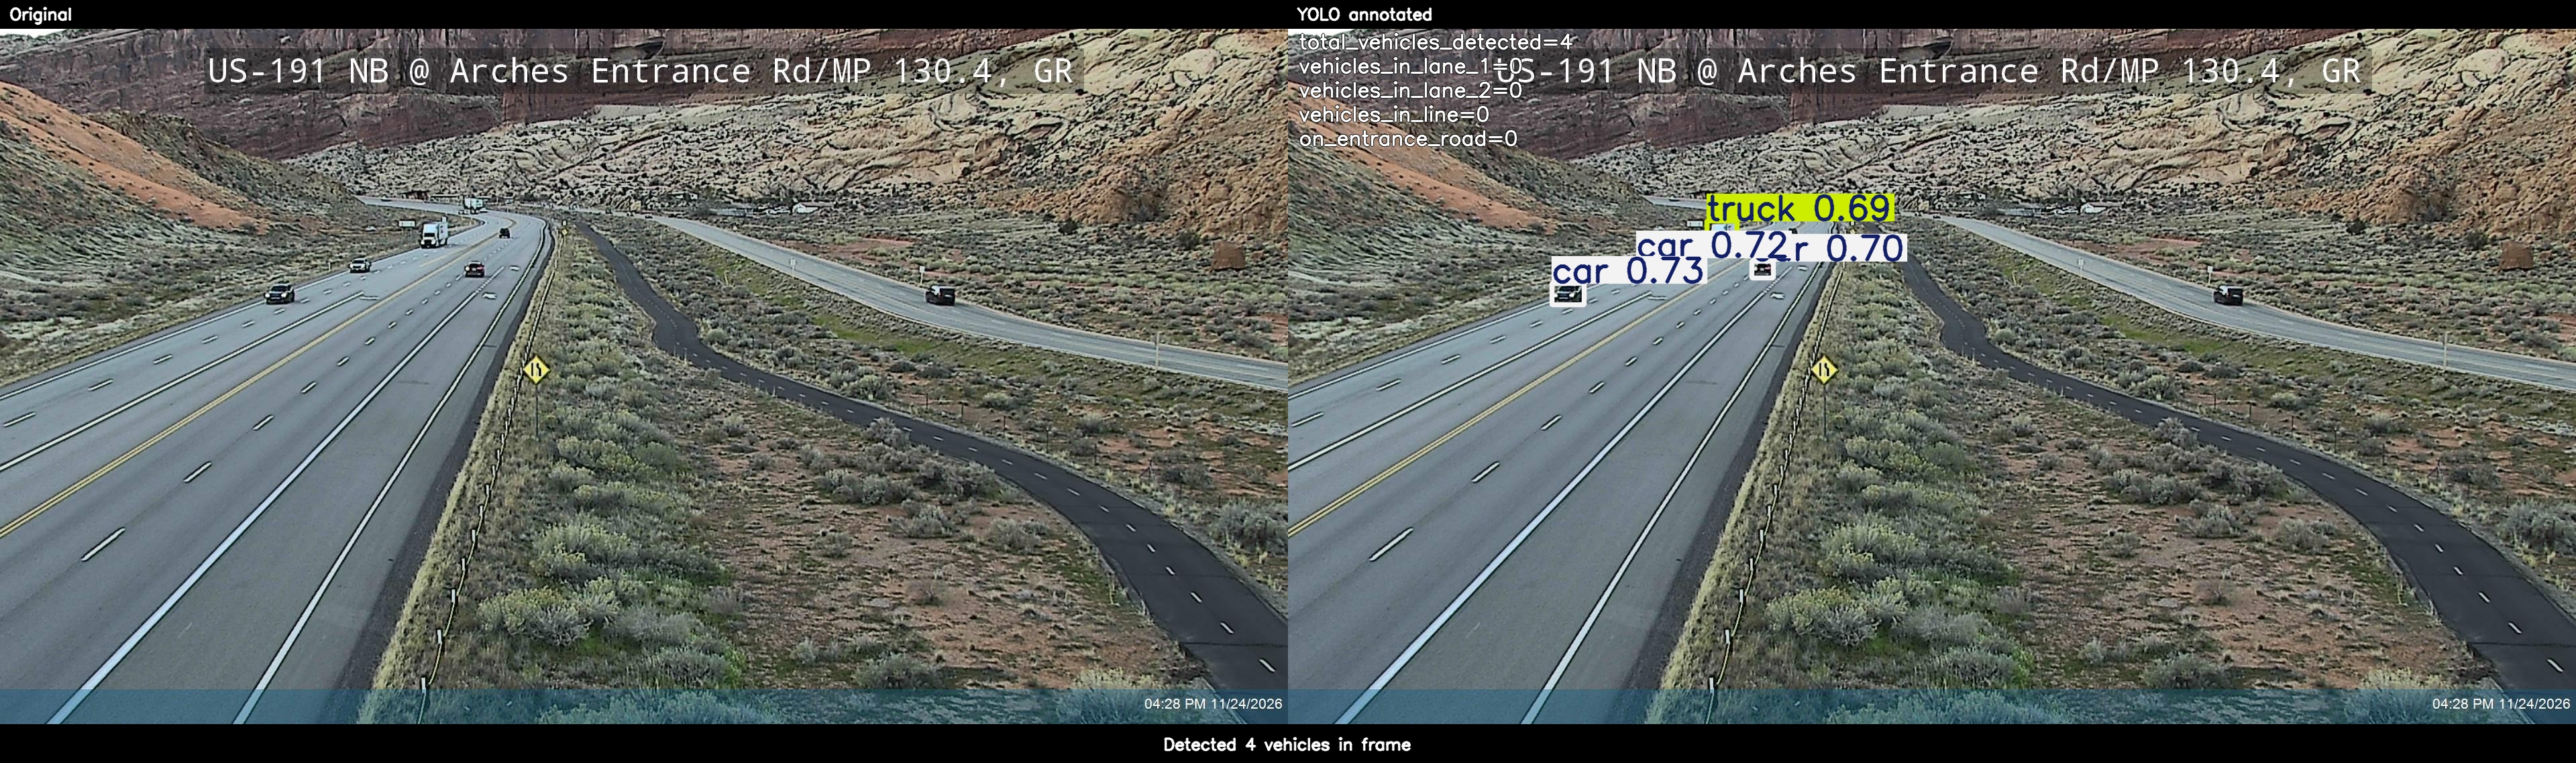 Original
YOLO annotated
US-191 NB @ Arches Entrance Rd/MP 130.4, GR
total_vehicles_detected=4
vehicles_in_lane_1=0
US-191 NB @ Arches Entrance Rd/MP 130.4, GR
vehicles_in_lane_2=0
vehicles_in_line=0
on_entrance_road=0
truck 0.69
car 0.72
r 0.70
car 0.73
04:28 PM 11/24/2026
04:28 PM 11/24/2026
Detected 4 vehicles in frame